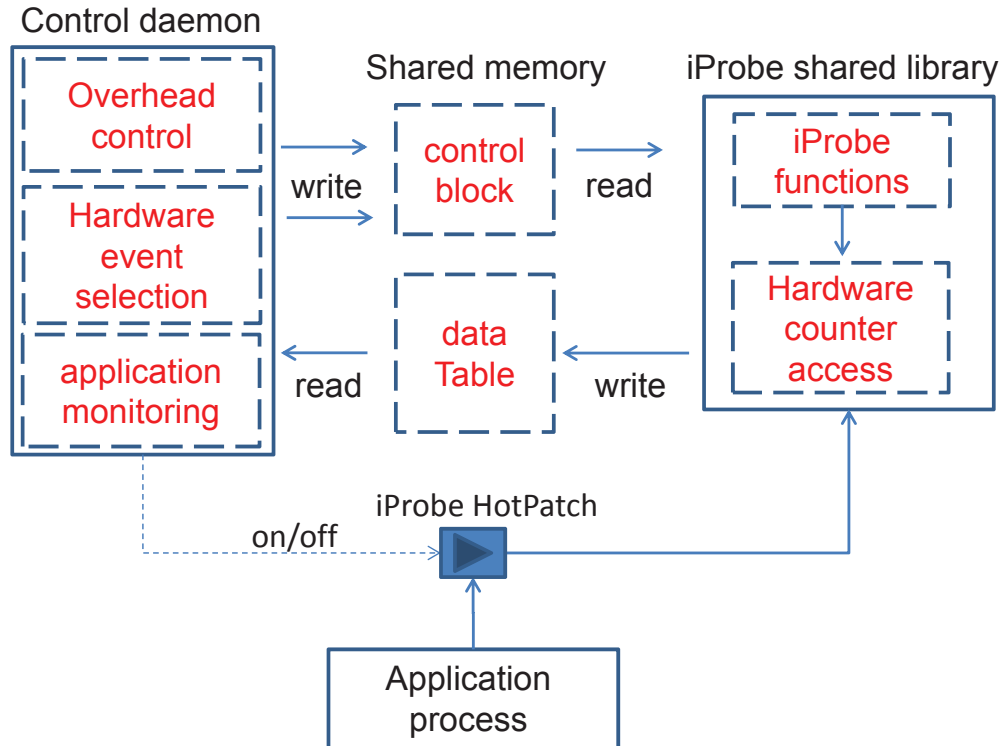 Control daemon
Overhead
control
Hardware
event
selection
application
monitoring
write
read
Shared memory
control
block
data
Table
read
write
iProbe shared library
iProbe
functions
Hardware
counter
access
iProbe HotPatch
on/off
Application
process